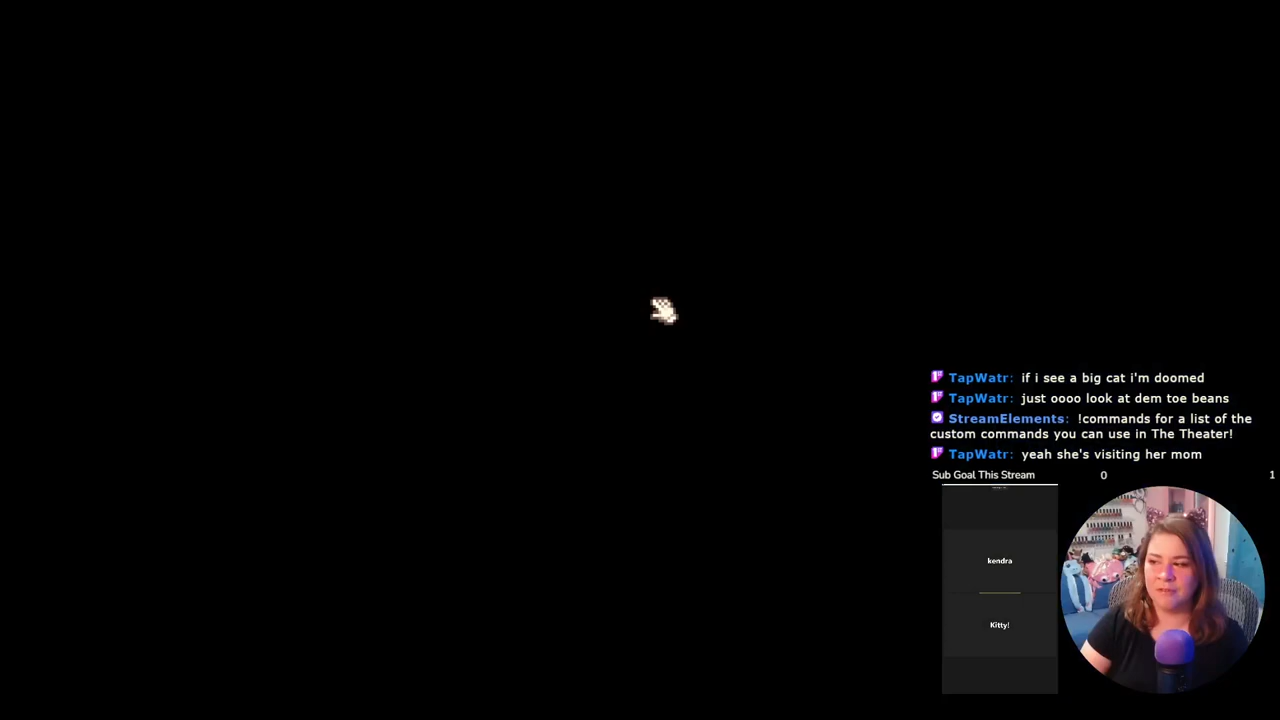 TapWatr: if i see a big cat i'm doomed
TapWatr: just oooo look at dem toe beans
StreamElements: !commands for a list of the
custom commands you can use in The Theater!
TapWatr: yeah she's visiting her mom
Sub Goal This Stream 0 1
kendra
Kitty!